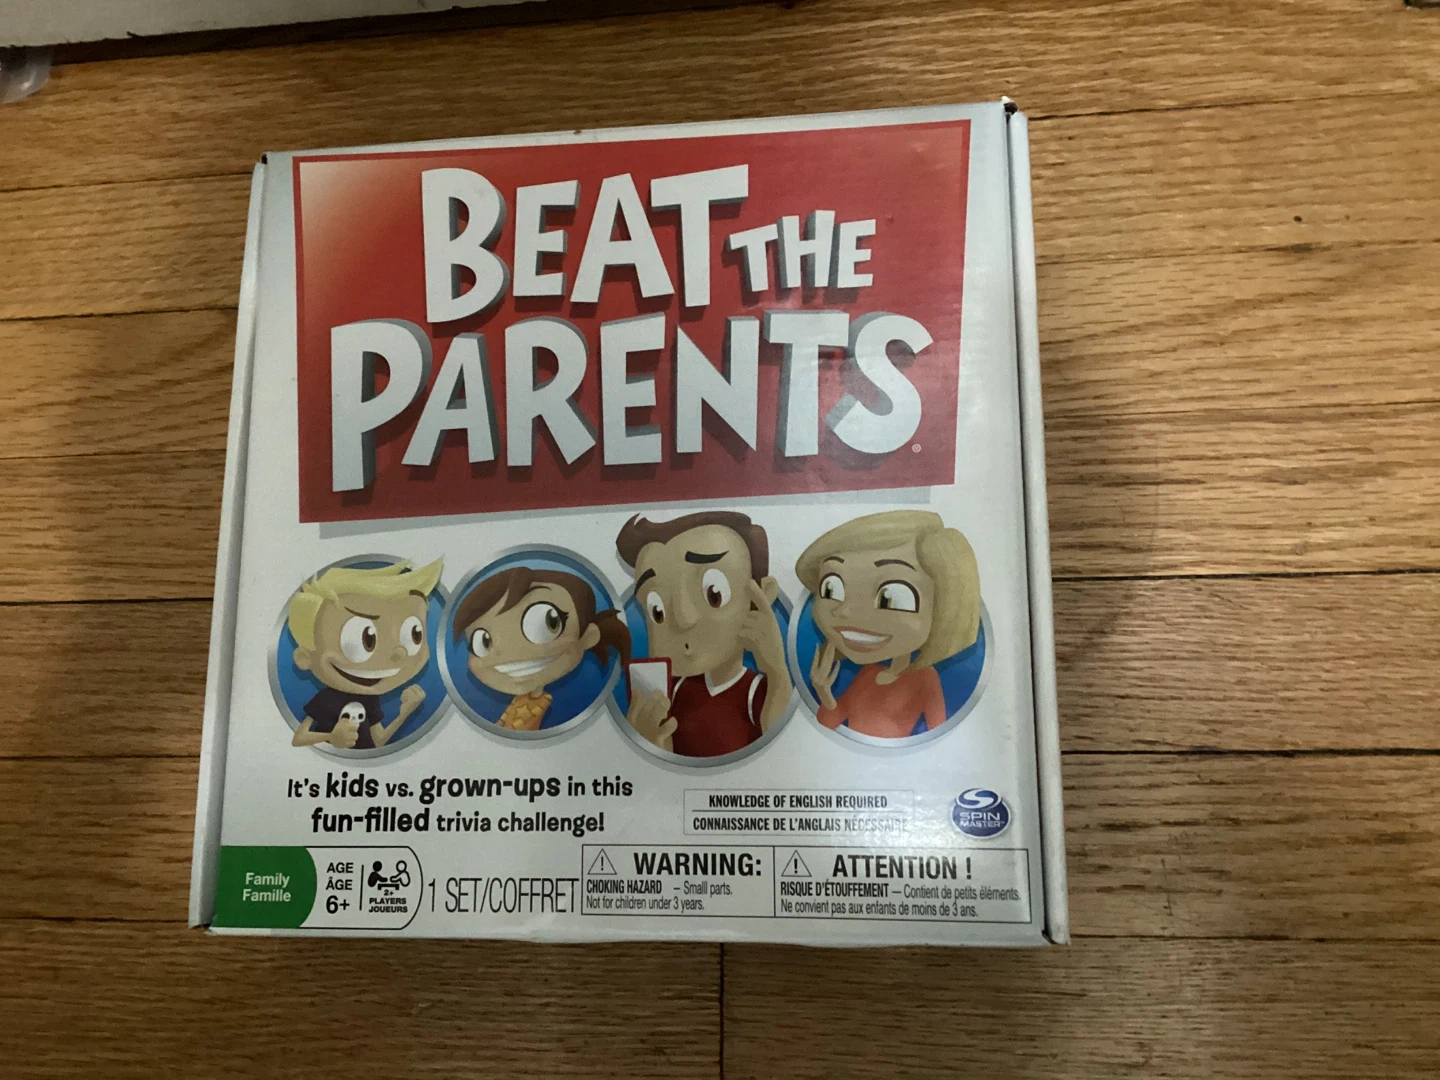 BEAT THE
PARENTS®
It's kids vs. grown-ups in this
fun-filled trivia challenge!
KNOWLEDGE OF ENGLISH REQUIRED
CONNAISSANCE DE L'ANGLAIS NÉCESSAIRE
SPIN
MASTER™
Family
Famille
AGE
ÂGE
6+
2+
PLAYERS
JOUEURS
1 SET/COFFRET
WARNING:
CHOKING HAZARD — Small parts.
Not for children under 3 years.
ATTENTION !
RISQUE D'ÉTOUFFEMENT — Contient de petits éléments.
Ne convient pas aux enfants de moins de 3 ans.